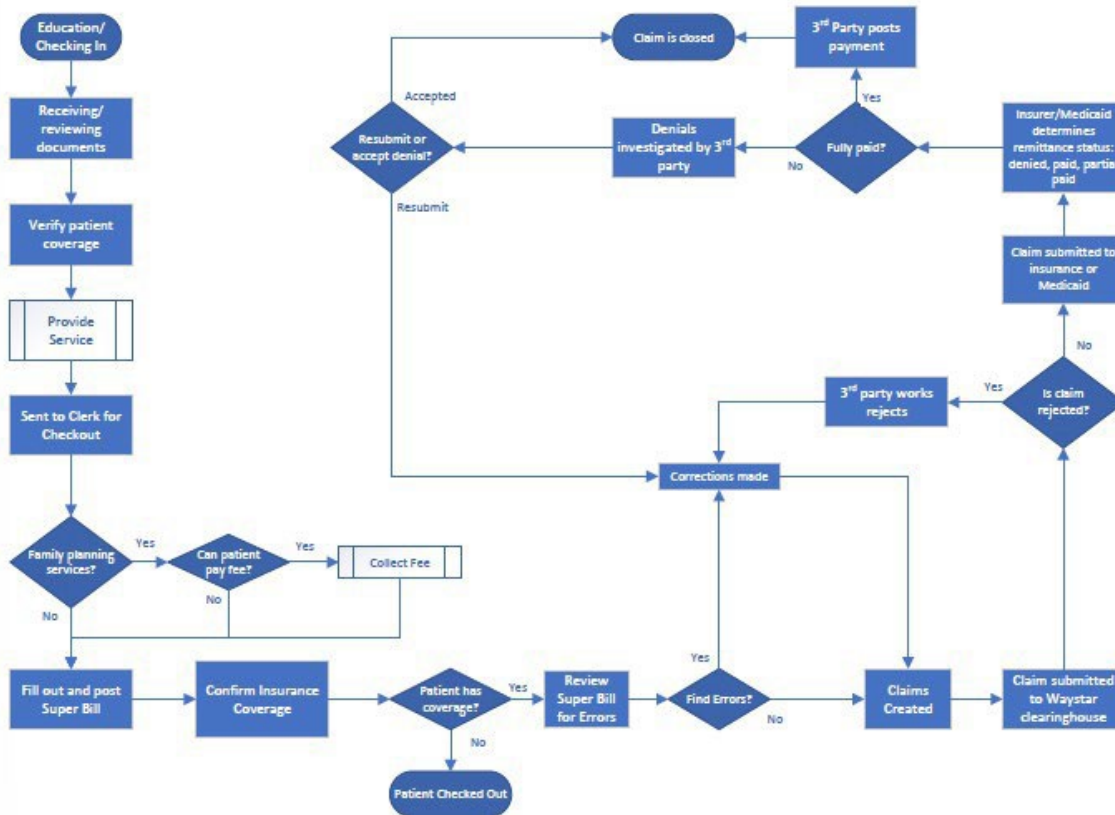 Education/
Checking In
Receiving/
reviewing
documents
Verify patient
coverage
Provide
Service
Sent to Clerk for
Checkout
Family planning
services?
Yes
No
Can patient
pay fee?
Yes
No
Collect Fee
Fill out and post
Super Bill
Confirm Insurance
Coverage
Patient has
coverage?
Yes
No
Patient Checked Out
Review
Super Bill
for Errors
Find Errors?
Yes
No
Corrections made
Claims
Created
Claim submitted
to Waystar
clearinghouse
Is claim
rejected?
Yes
No
3rd party works
rejects
Claim submitted to
insurance or
Medicaid
Insurer/Medicaid
determines
remittance status:
denied, paid, partial
paid
Fully paid?
Yes
No
3rd Party posts
payment
Claim is closed
Denials
investigated by 3rd
party
Resubmit or
accept denial?
Accepted
Resubmit